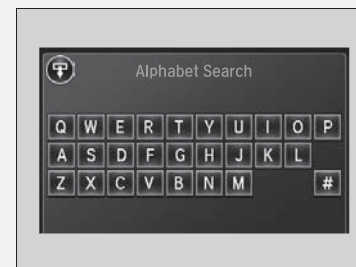 Alphabet Search
Q W E R T Y U I O P
A S D F G H J K L
Z X C V B N M #